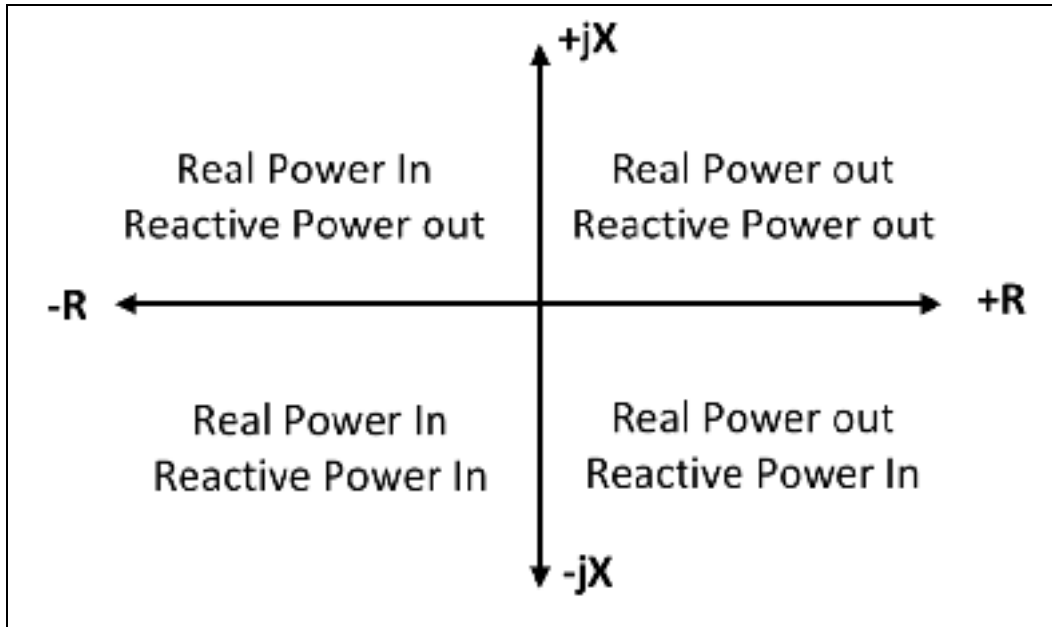 +jX
Real Power In
Reactive Power out
Real Power out
Reactive Power out
-R
+R
Real Power In
Reactive Power In
Real Power out
Reactive Power In
-jX